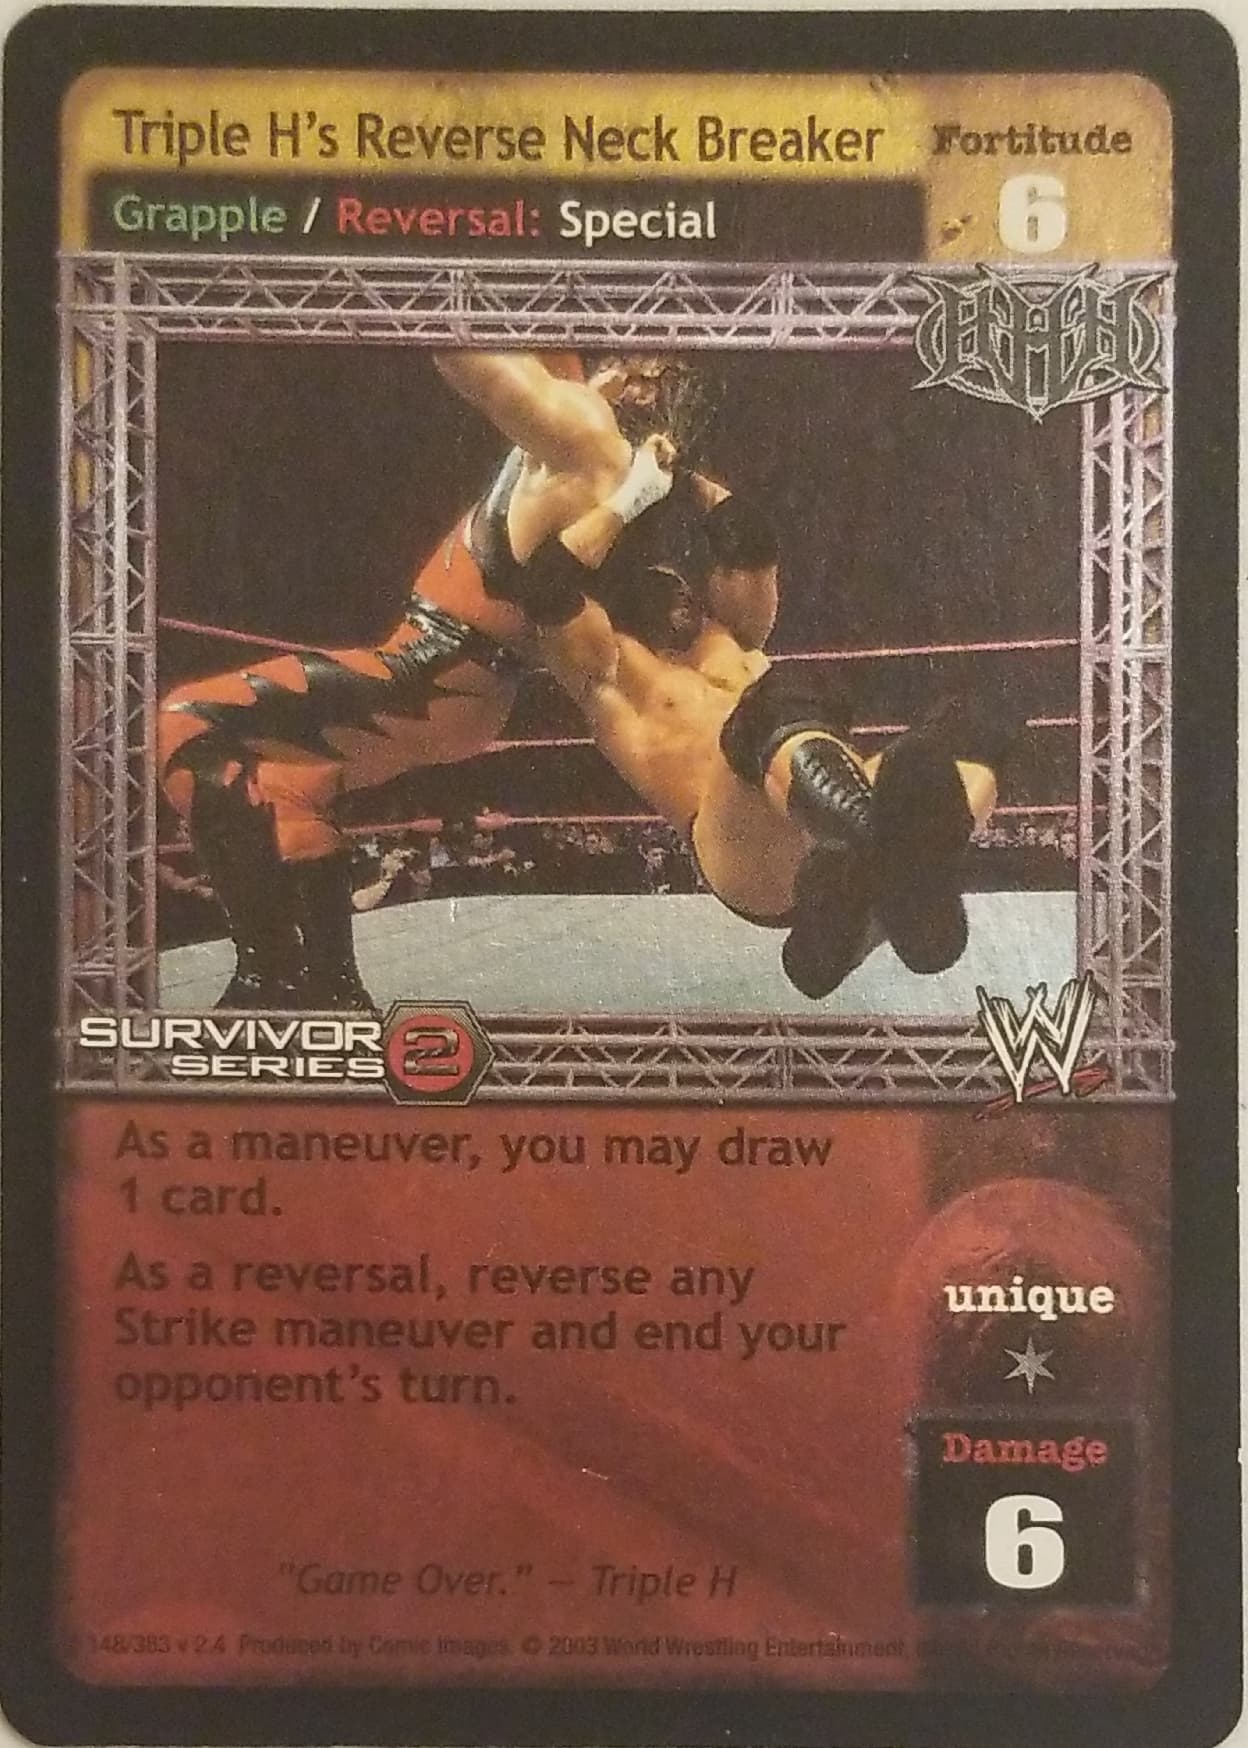 Triple H's Reverse Neck Breaker
Fortitude
Grapple / Reversal: Special
6
HHH
SURVIVOR
SERIES
2
W
As a maneuver, you may draw
1 card.
As a reversal, reverse any
Strike maneuver and end your
opponent's turn.
unique
Damage
6
"Game Over." – Triple H
148/383 v 2.4 Produced by Comic Images. © 2003 World Wrestling Entertainment,